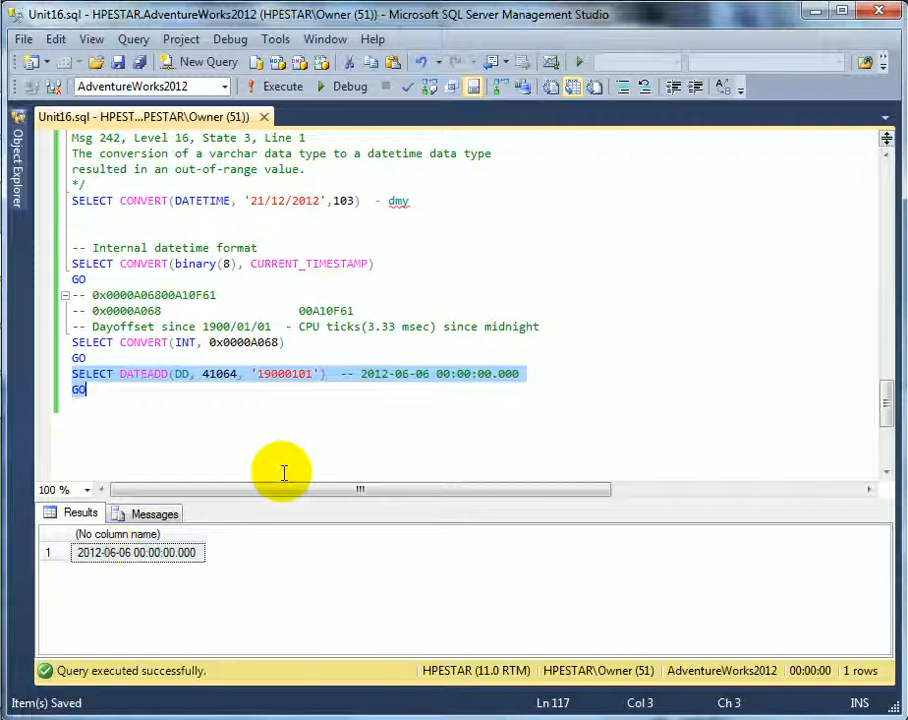 Unit16.sql - HPESTAR.AdventureWorks2012 (HPESTAR\Owner (51)) - Microsoft SQL Server Management Studio
File Edit View Query Project Debug Tools Window Help
New Query
AdventureWorks2012 Execute Debug
Unit16.sql - HPEST...PESTAR\Owner (51))
Object Explorer
Msg 242, Level 16, State 3, Line 1
The conversion of a varchar data type to a datetime data type
resulted in an out-of-range value.
*/
SELECT CONVERT(DATETIME, '21/12/2012',103) - dmy
-- Internal datetime format
SELECT CONVERT(binary(8), CURRENT_TIMESTAMP)
GO
-- 0x0000A06800A10F61
-- 0x0000A068 00A10F61
-- Dayoffset since 1900/01/01 - CPU ticks(3.33 msec) since midnight
SELECT CONVERT(INT, 0x0000A068)
GO
SELECT DATEADD(DD, 41064, '19000101') -- 2012-06-06 00:00:00.000
GO
100 %
Results Messages
(No column name)
1 2012-06-06 00:00:00.000
Query executed successfully. HPESTAR (11.0 RTM) HPESTAR\Owner (51) AdventureWorks2012 00:00:00 1 rows
Item(s) Saved Ln 117 Col 3 Ch 3 INS